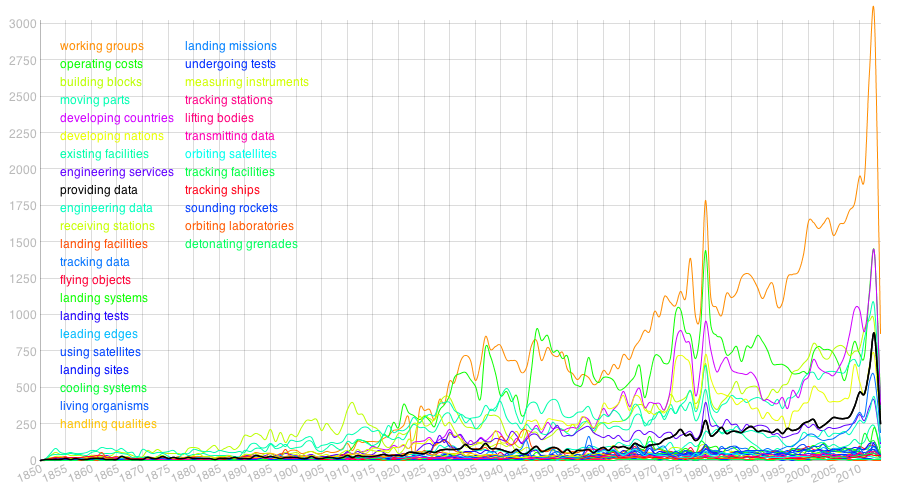 3000
2750
2500
2250
2000
1750
1500
1250
1000
750
500
250
0
working groups
operating costs
building blocks
moving parts
developing countries
developing nations
existing facilities
engineering services
providing data
engineering data
receiving stations
landing facilities
tracking data
flying objects
landing systems
landing tests
leading edges
using satellites
landing sites
cooling systems
living organisms
handling qualities
landing missions
undergoing tests
measuring instruments
tracking stations
lifting bodies
transmitting data
orbiting satellites
tracking facilities
tracking ships
sounding rockets
orbiting laboratories
detonating grenades
1850 1855 1860 1865 1870 1875 1880 1885 1890 1895 1900 1905 1910 1915 1920 1925 1930 1935 1940 1945 1950 1955 1960 1965 1970 1975 1980 1985 1990 1995 2000 2005 2010